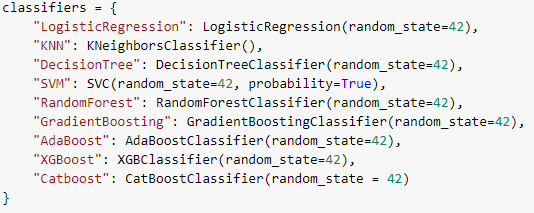 classifiers = {
    "LogisticRegression": LogisticRegression(random_state=42),
    "KNN": KNeighborsClassifier(),
    "DecisionTree": DecisionTreeClassifier(random_state=42),
    "SVM": SVC(random_state=42, probability=True),
    "RandomForest": RandomForestClassifier(random_state=42),
    "GradientBoosting": GradientBoostingClassifier(random_state=42),
    "AdaBoost": AdaBoostClassifier(random_state=42),
    "XGBoost": XGBClassifier(random_state=42),
    "Catboost": CatBoostClassifier(random_state = 42)
}